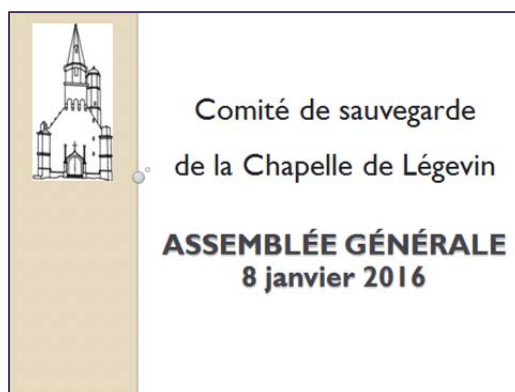 Comité de sauvegarde
de la Chapelle de Légevin
ASSEMBLÉE GÉNÉRALE
8 janvier 2016